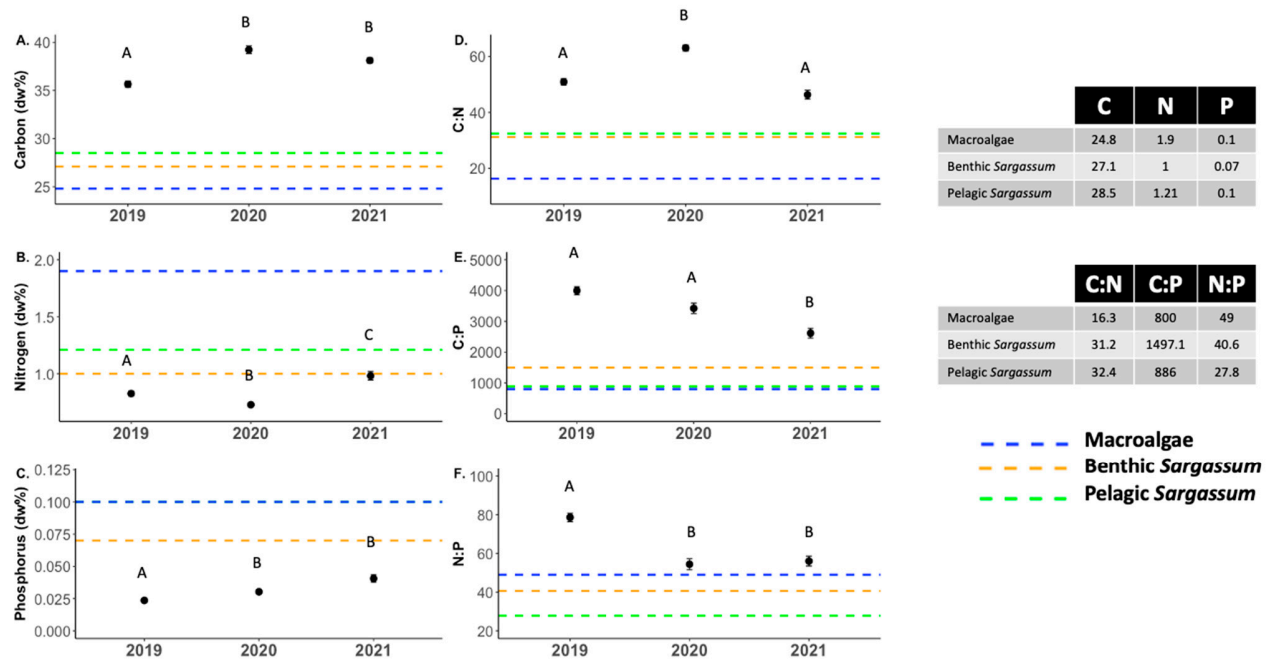 A.
Carbon (dw%)
40
35
30
25
A
B
B
2019 2020 2021
D.
C:N
60
40
20
A
B
A
2019 2020 2021
B.
Nitrogen (dw%)
2.0
1.5
1.0
A
B
C
2019 2020 2021
E.
C:P
5000
4000
3000
2000
1000
0
A
A
B
2019 2020 2021
C.
Phosphorus (dw%)
0.125
0.100
0.075
0.050
0.025
0.000
A
B
B
2019 2020 2021
F.
N:P
100
80
60
40
20
A
B
B
2019 2020 2021
C N P
Macroalgae 24.8 1.9 0.1
Benthic Sargassum 27.1 1 0.07
Pelagic Sargassum 28.5 1.21 0.1
C:N C:P N:P
Macroalgae 16.3 800 49
Benthic Sargassum 31.2 1497.1 40.6
Pelagic Sargassum 32.4 886 27.8
Macroalgae
Benthic Sargassum
Pelagic Sargassum